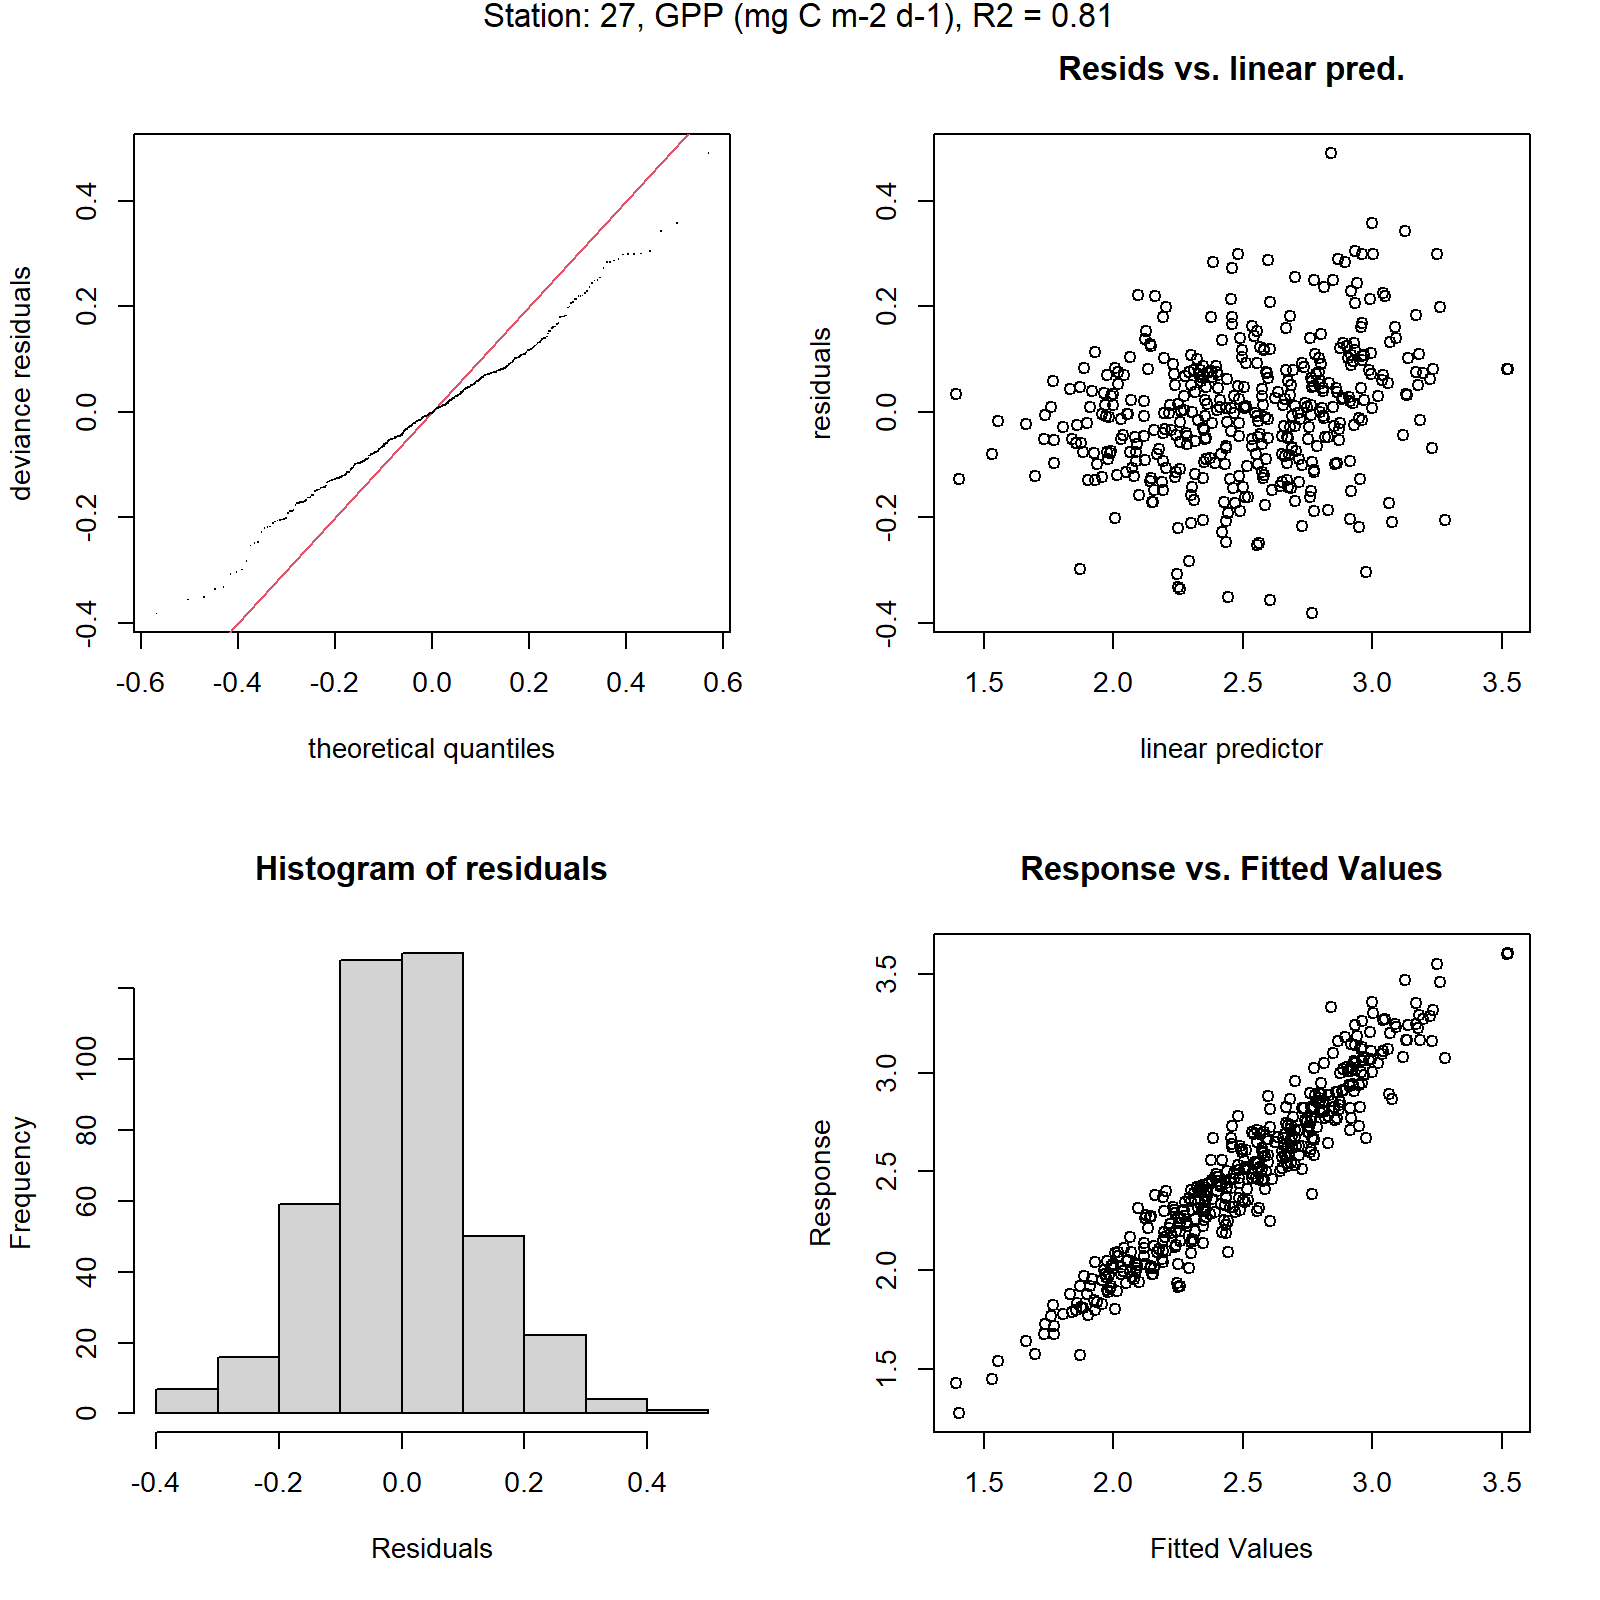 Station: 27, GPP (mg C m-2 d-1), R2 = 0.81
deviance residuals
-0.4 -0.2 0.0 0.2 0.4
-0.6 -0.4 -0.2 0.0 0.2 0.4 0.6
theoretical quantiles
Resids vs. linear pred.
residuals
-0.4 -0.2 0.0 0.2 0.4
1.5 2.0 2.5 3.0 3.5
linear predictor
Histogram of residuals
Frequency
0 20 40 60 80 100
-0.4 -0.2 0.0 0.2 0.4
Residuals
Response vs. Fitted Values
Response
1.5 2.0 2.5 3.0 3.5
1.5 2.0 2.5 3.0 3.5
Fitted Values